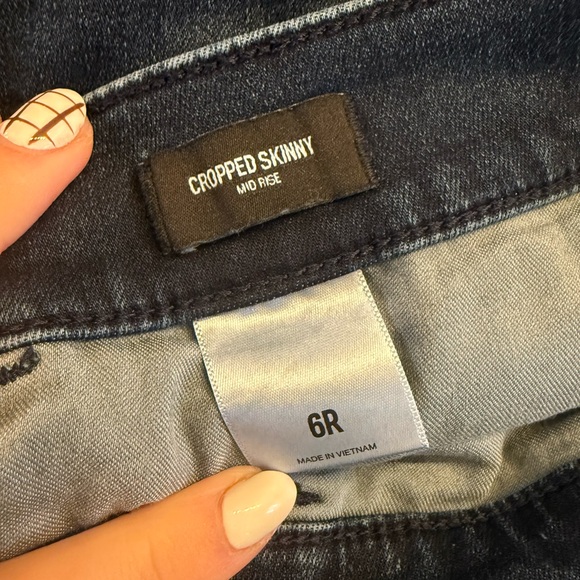 CROPPED SKINNY
MID RISE
6R
MADE IN VIETNAM